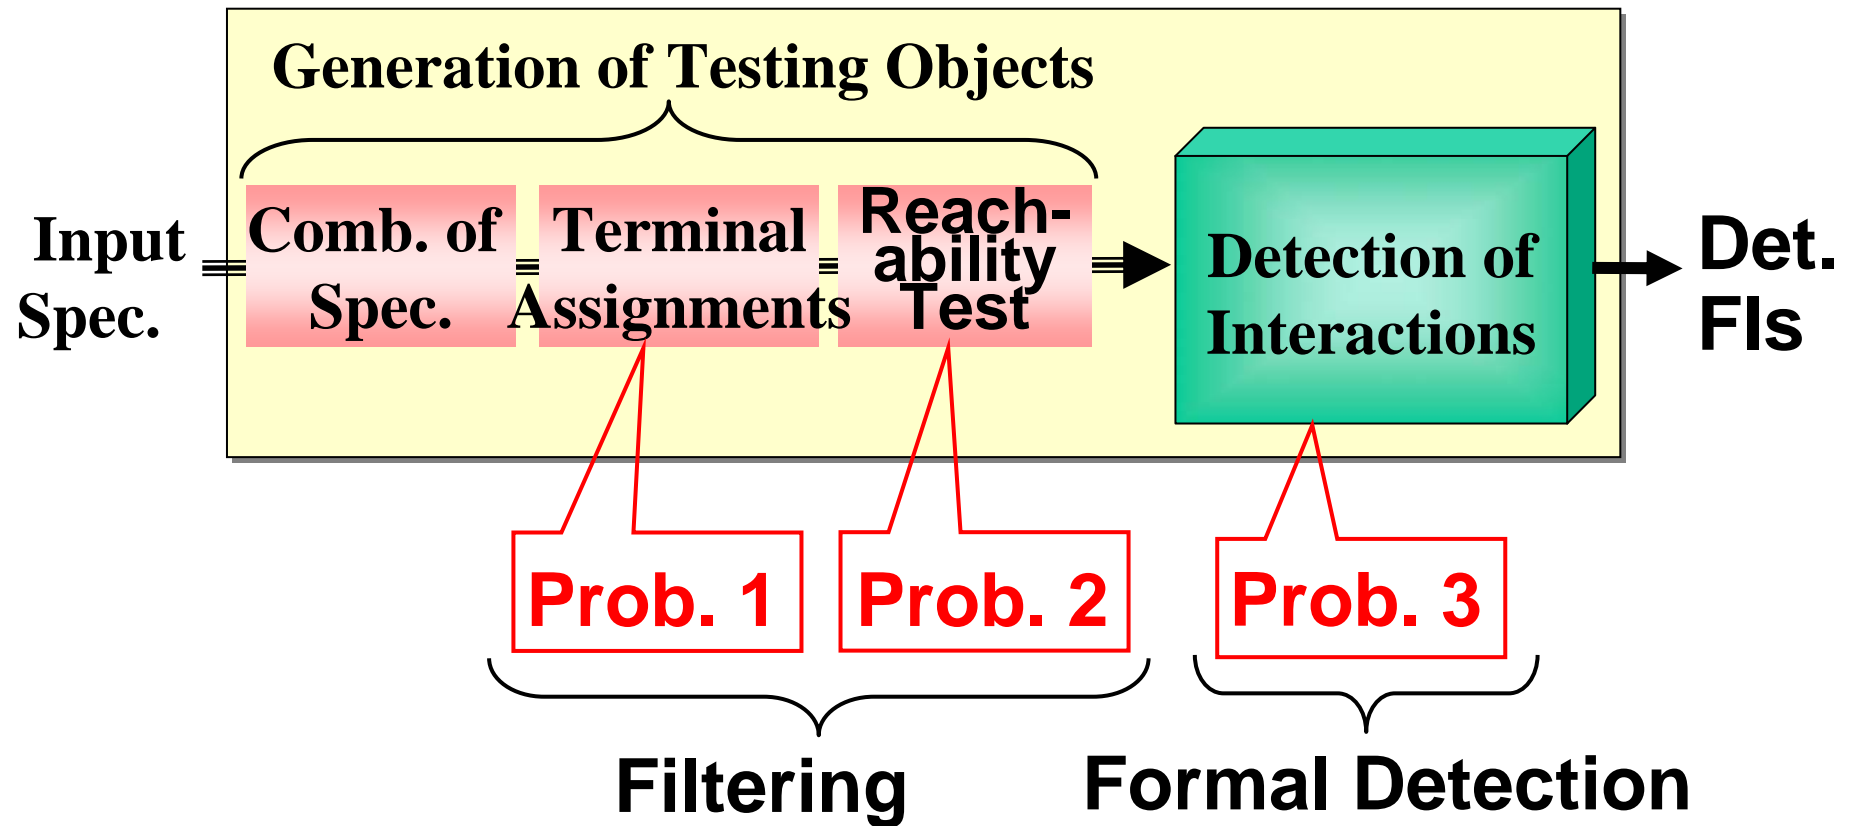 Generation of Testing Objects
Input
Spec.
Comb. of
Spec.
Terminal
Assignments
Reach-
ability
Test
Detection of
Interactions
Det.
FIs
Prob. 1
Prob. 2
Prob. 3
Filtering
Formal Detection